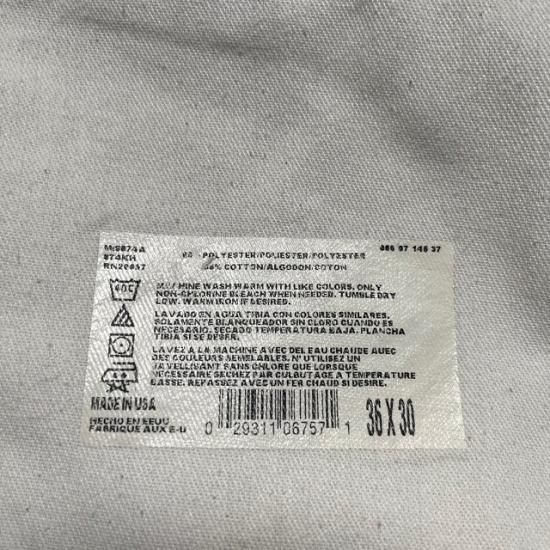 874KH
POLYESTER/POLIESTER/POLYESTER
COTTON/ALGODON/COTON
40C
WASH WARM WITH LIKE COLORS. ONLY
NON-CHLORINE BLEACH WHEN NEEDED. TUMBLE DRY
LOW. WARM IRON IF DESIRED.
LAVADO EN AGUA TIBIA CON COLORES SIMILARES.
SOLAMENTE BLANQUEADOR SIN CLORO CUANDO ES
NECESARIO. SECADO TEMPERATURA BAJA. PLANCHA
TIBIA SI SE DESEA.
LAVEZ A LA MACHINE AVEC DEL EAU CHAUDE AVEC
DES COULEURS SEMBLABLES. N'UTILISEZ UN
JAVELLIVANT SANS CHLORE QUE LORSQUE
NECESSAIRE SECHEZ PAR CULBUTAGE A TEMPERATURE
BASSE. REPASSEZ AVEC UN FER CHAUD SI DESIRE.
MADE IN USA
HECHO EN EEUU
FABRIQUE AUX E-U
0 29311 06757 1
36 X 30